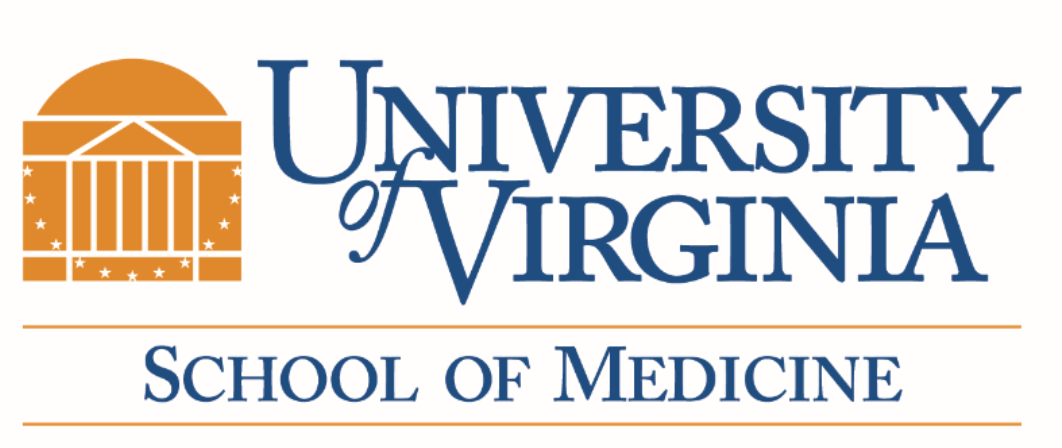 UNIVERSITY
of VIRGINIA
SCHOOL OF MEDICINE